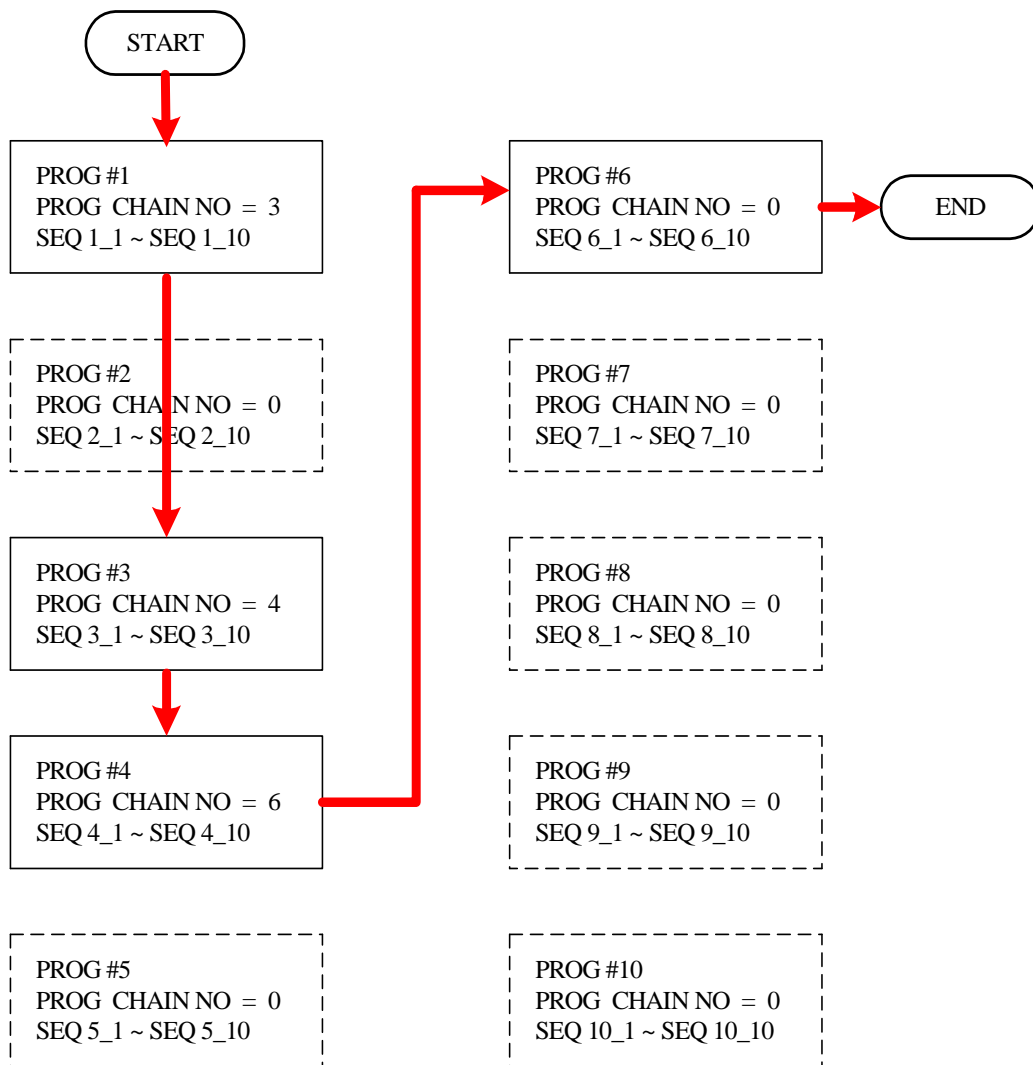 START
PROG #1
PROG CHAIN NO = 3
SEQ 1_1 ~ SEQ 1_10
PROG #2
PROG CHAIN NO = 0
SEQ 2_1 ~ SEQ 2_10
PROG #3
PROG CHAIN NO = 4
SEQ 3_1 ~ SEQ 3_10
PROG #4
PROG CHAIN NO = 6
SEQ 4_1 ~ SEQ 4_10
PROG #5
PROG CHAIN NO = 0
SEQ 5_1 ~ SEQ 5_10
PROG #6
PROG CHAIN NO = 0
SEQ 6_1 ~ SEQ 6_10
END
PROG #7
PROG CHAIN NO = 0
SEQ 7_1 ~ SEQ 7_10
PROG #8
PROG CHAIN NO = 0
SEQ 8_1 ~ SEQ 8_10
PROG #9
PROG CHAIN NO = 0
SEQ 9_1 ~ SEQ 9_10
PROG #10
PROG CHAIN NO = 0
SEQ 10_1 ~ SEQ 10_10